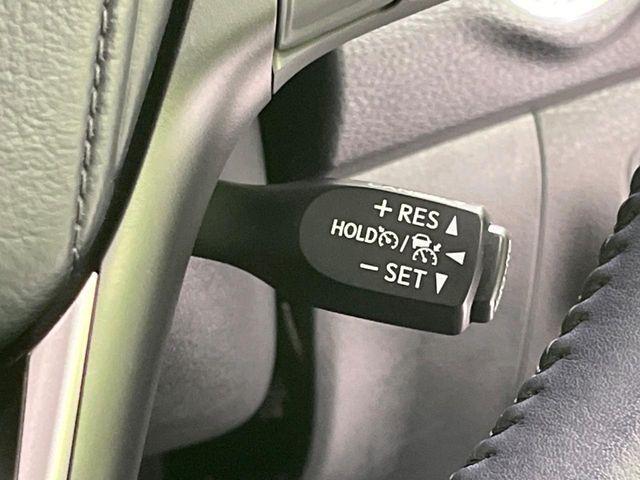 + RES
HOLD /
− SET